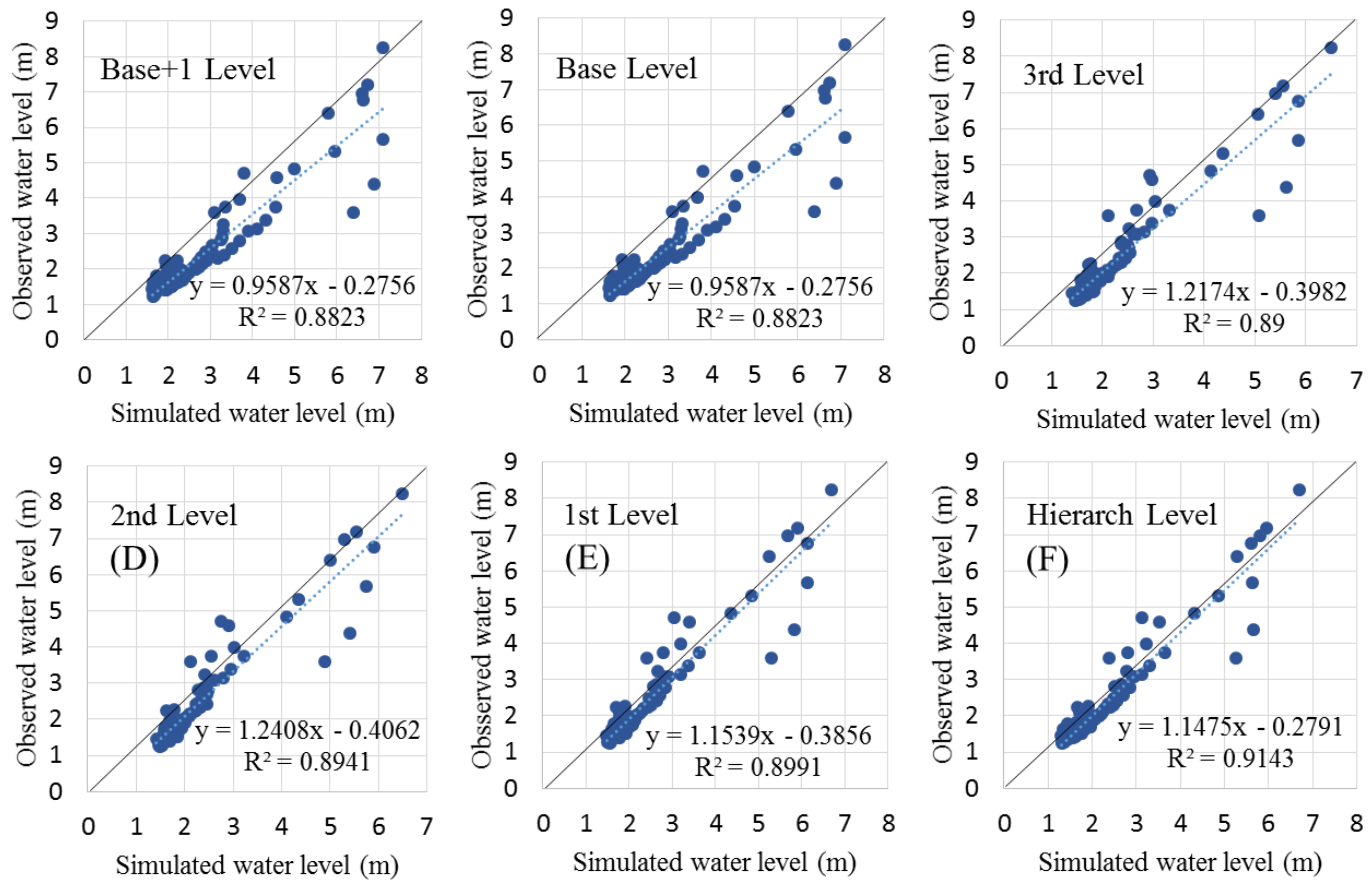 Base+1 Level
Observed water level (m)
9
8
7
6
5
4
3
2
1
0
y = 0.9587x - 0.2756
R² = 0.8823
0 1 2 3 4 5 6 7 8
Simulated water level (m)
Base Level
Observed water level (m)
9
8
7
6
5
4
3
2
1
0
y = 0.9587x - 0.2756
R² = 0.8823
0 1 2 3 4 5 6 7 8
Simulated water level (m)
3rd Level
Observed water level (m)
9
8
7
6
5
4
3
2
1
0
y = 1.2174x - 0.3982
R² = 0.89
0 1 2 3 4 5 6 7
Simulated water level (m)
2nd Level
(D)
Observed water level (m)
9
8
7
6
5
4
3
2
1
0
y = 1.2408x - 0.4062
R² = 0.8941
0 1 2 3 4 5 6 7
Simulated water level (m)
1st Level
(E)
Observed water level (m)
9
8
7
6
5
4
3
2
1
0
y = 1.1539x - 0.3856
R² = 0.8991
0 1 2 3 4 5 6 7 8
Simulated water level (m)
Hierarch Level
(F)
Observed water level (m)
9
8
7
6
5
4
3
2
1
0
y = 1.1475x - 0.2791
R² = 0.9143
0 1 2 3 4 5 6 7 8
Simulated water level (m)